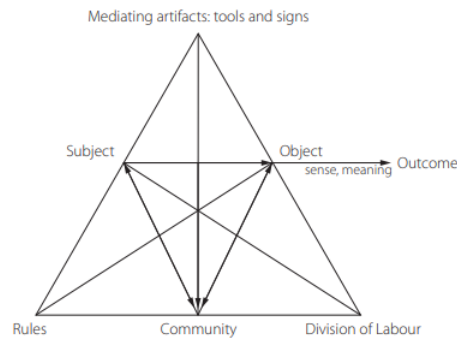 Mediating artifacts: tools and signs
Subject
Object
sense, meaning
Outcome
Rules
Community
Division of Labour